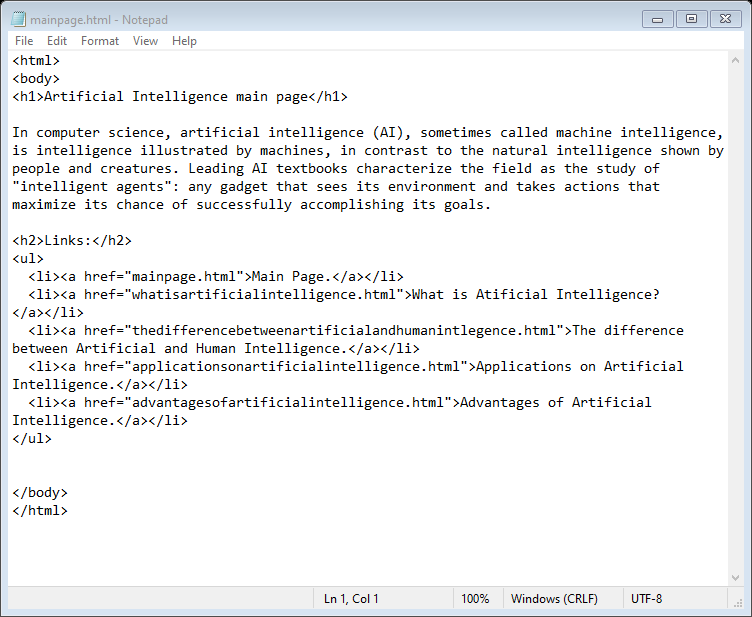 mainpage.html - Notepad
File Edit Format View Help
<html>
<body>
<h1>Artificial Intelligence main page</h1>

In computer science, artificial intelligence (AI), sometimes called machine intelligence,
is intelligence illustrated by machines, in contrast to the natural intelligence shown by
people and creatures. Leading AI textbooks characterize the field as the study of
"intelligent agents": any gadget that sees its environment and takes actions that
maximize its chance of successfully accomplishing its goals.

<h2>Links:</h2>
<ul>
  <li><a href="mainpage.html">Main Page.</a></li>
  <li><a href="whatisartificialintelligence.html">What is Atificial Intelligence?
</a></li>
  <li><a href="thedifferencebetweenartificialandhumanintlegence.html">The difference
between Artificial and Human Intelligence.</a></li>
  <li><a href="applicationsonartificialintelligence.html">Applications on Artificial
Intelligence.</a></li>
  <li><a href="advantagesofartificialintelligence.html">Advantages of Artificial
Intelligence.</a></li>
</ul>


</body>
</html>
Ln 1, Col 1 100% Windows (CRLF) UTF-8